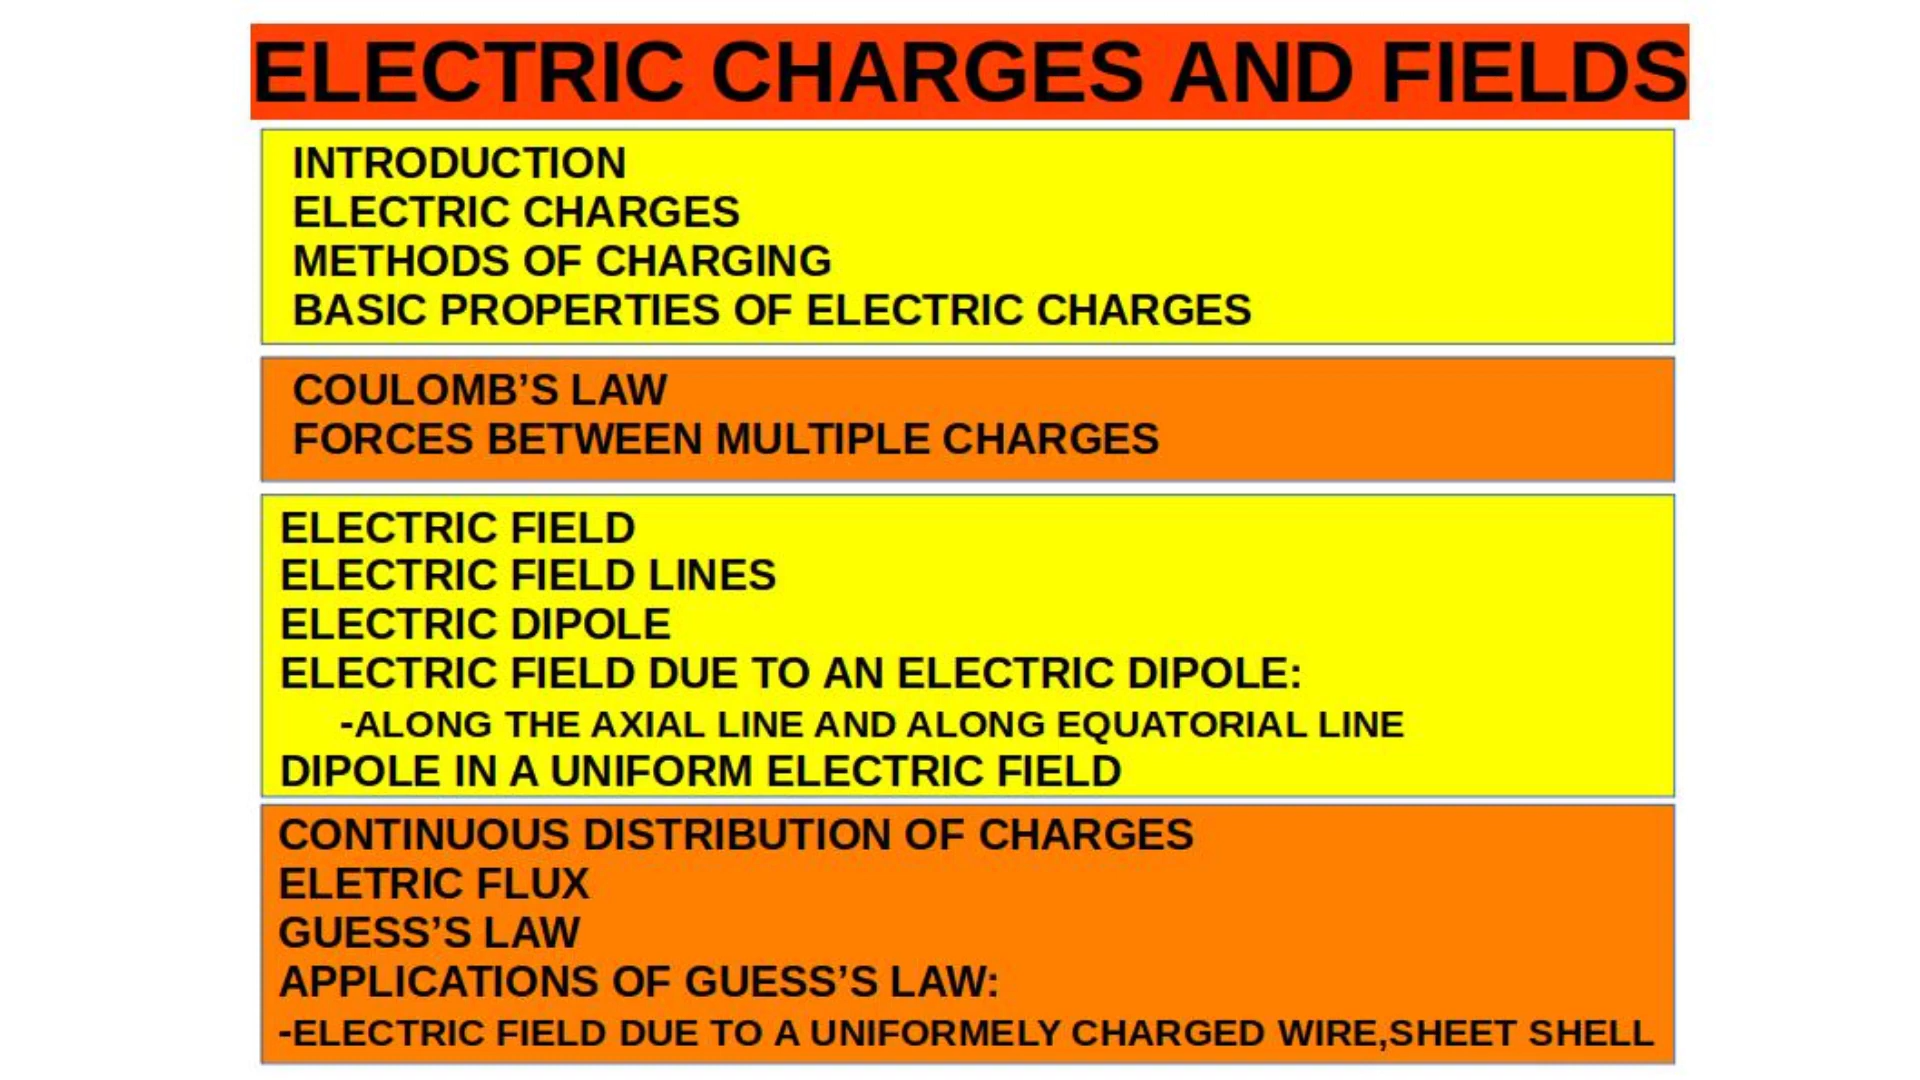 ELECTRIC CHARGES AND FIELDS
INTRODUCTION
ELECTRIC CHARGES
METHODS OF CHARGING
BASIC PROPERTIES OF ELECTRIC CHARGES
COULOMB’S LAW
FORCES BETWEEN MULTIPLE CHARGES
ELECTRIC FIELD
ELECTRIC FIELD LINES
ELECTRIC DIPOLE
ELECTRIC FIELD DUE TO AN ELECTRIC DIPOLE:
-ALONG THE AXIAL LINE AND ALONG EQUATORIAL LINE
DIPOLE IN A UNIFORM ELECTRIC FIELD
CONTINUOUS DISTRIBUTION OF CHARGES
ELETRIC FLUX
GUESS’S LAW
APPLICATIONS OF GUESS’S LAW:
-ELECTRIC FIELD DUE TO A UNIFORMELY CHARGED WIRE,SHEET SHELL